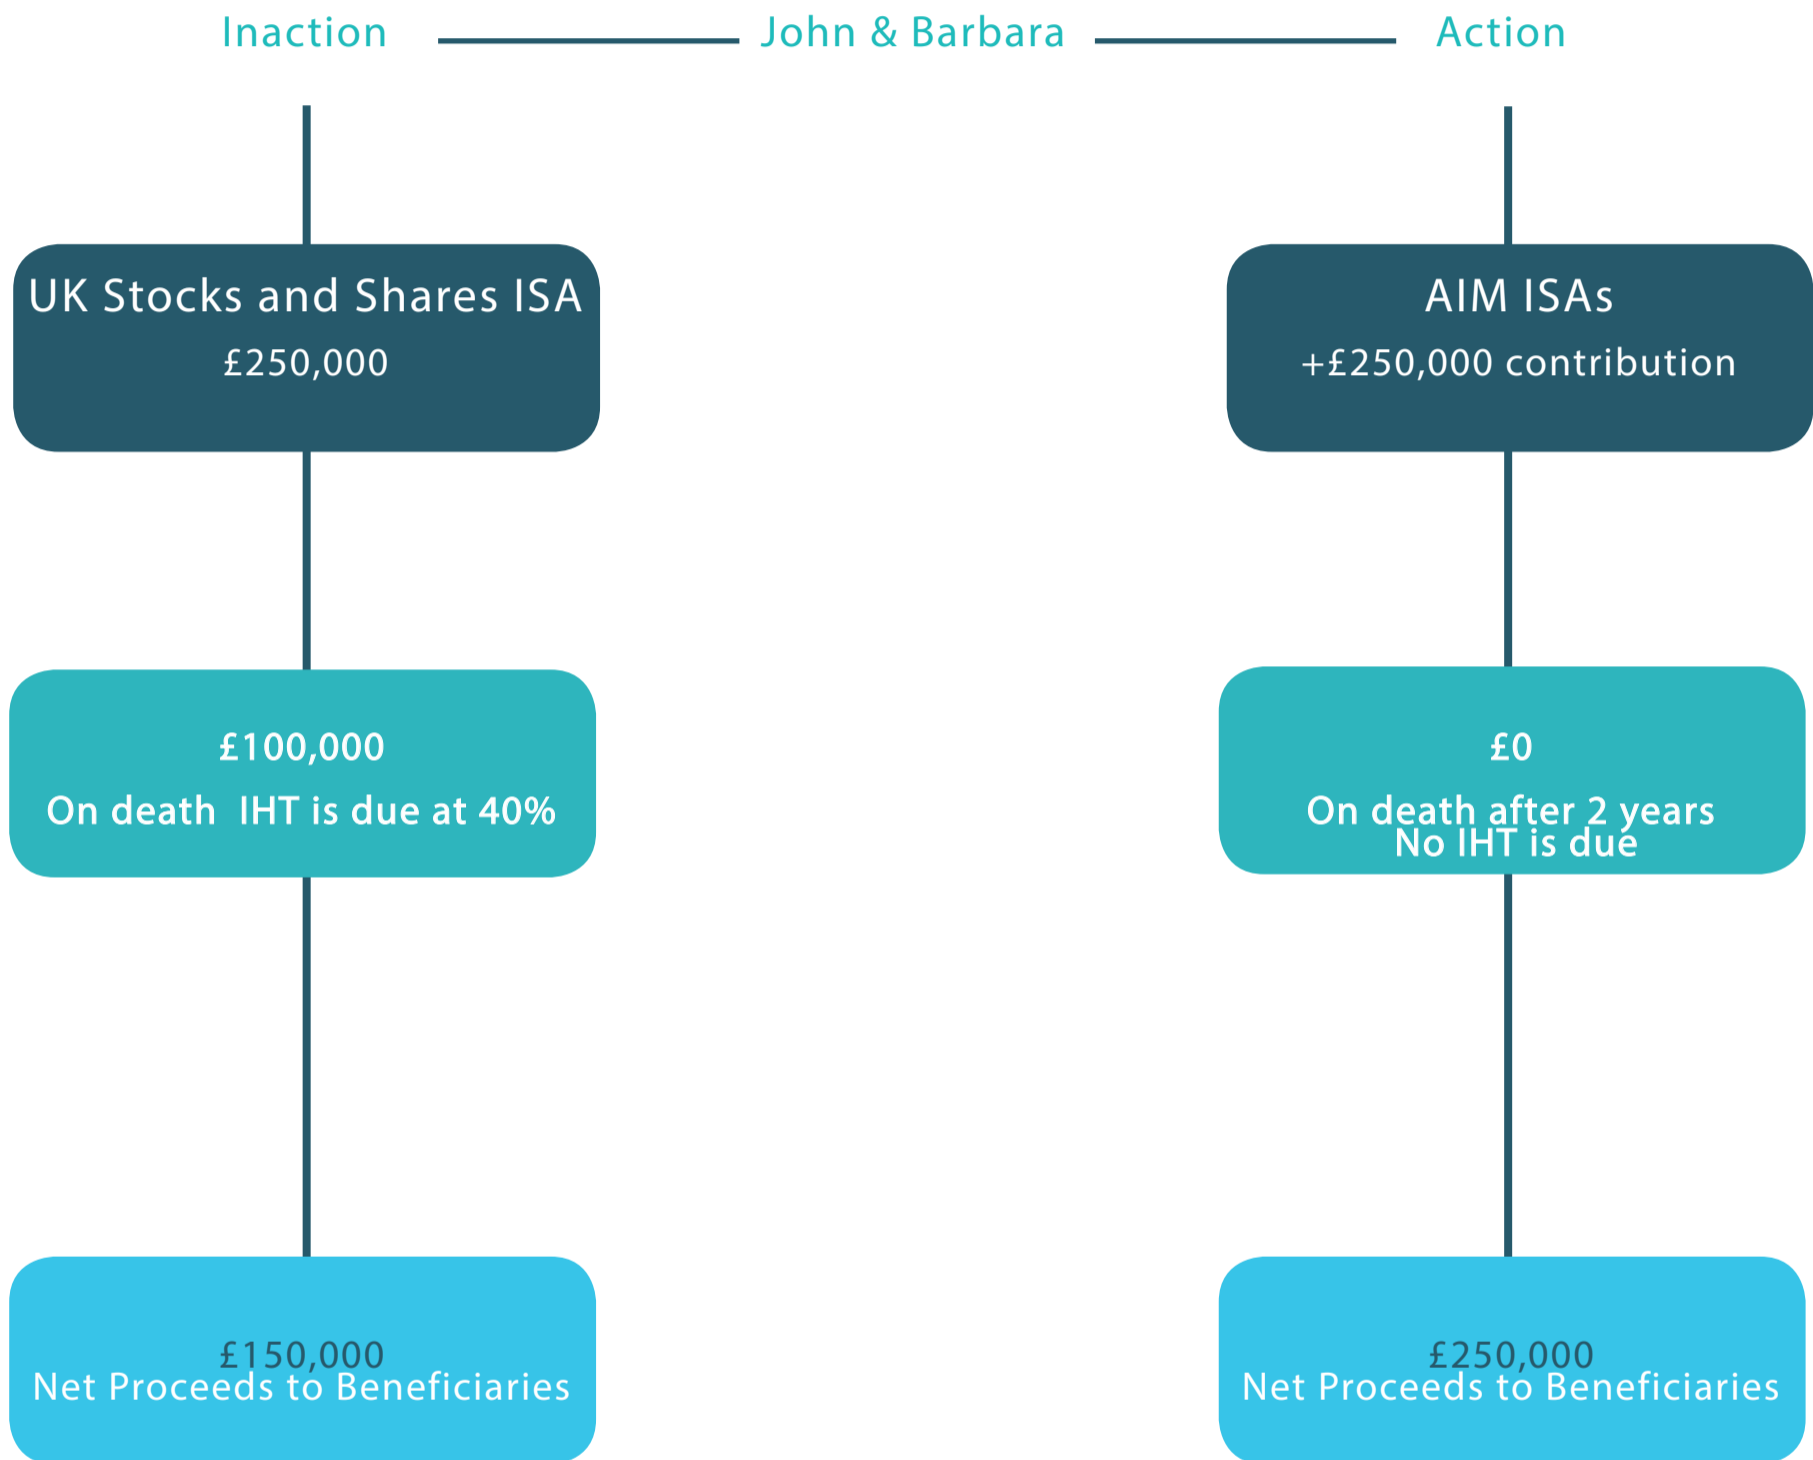 Inaction
John & Barbara
Action
UK Stocks and Shares ISA
£250,000
AIM ISAs
+£250,000 contribution
£100,000
On death IHT is due at 40%
£0
On death after 2 years
No IHT is due
£150,000
Net Proceeds to Beneficiaries
£250,000
Net Proceeds to Beneficiaries